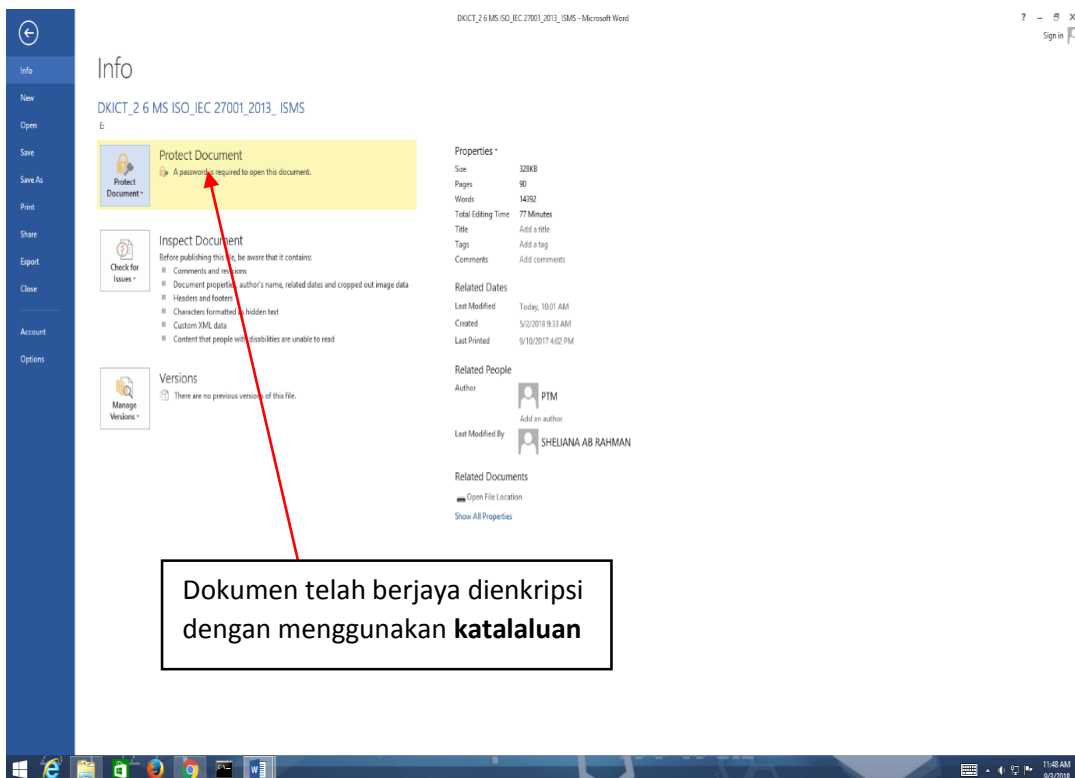 DKICT_2 6 MS ISO_IEC 27001_2013_ ISMS - Microsoft Word
? – X
Sign in
Info
New
Open
Save
Save As
Print
Share
Export
Close
Account
Options
Info
DKICT_2 6 MS ISO_IEC 27001_2013_ ISMS
E:
Protect Document
Protect Document
A password is required to open this document.
Check for Issues
Inspect Document
Before publishing this file, be aware that it contains:
Comments and revisions
Document properties, author's name, related dates and cropped out image data
Headers and footers
Characters formatted as hidden text
Custom XML data
Content that people with disabilities are unable to read
Manage Versions
Versions
There are no previous versions of this file.
Properties
Size 328KB
Pages 90
Words 14392
Total Editing Time 77 Minutes
Title Add a title
Tags Add a tag
Comments Add comments
Related Dates
Last Modified Today, 10:01 AM
Created 5/2/2018 9:33 AM
Last Printed 9/10/2017 4:02 PM
Related People
Author PTM
Add an author
Last Modified By SHELIANA AB RAHMAN
Related Documents
Open File Location
Show All Properties
Dokumen telah berjaya dienkripsi
dengan menggunakan katalaluan
11:48 AM
9/3/2018